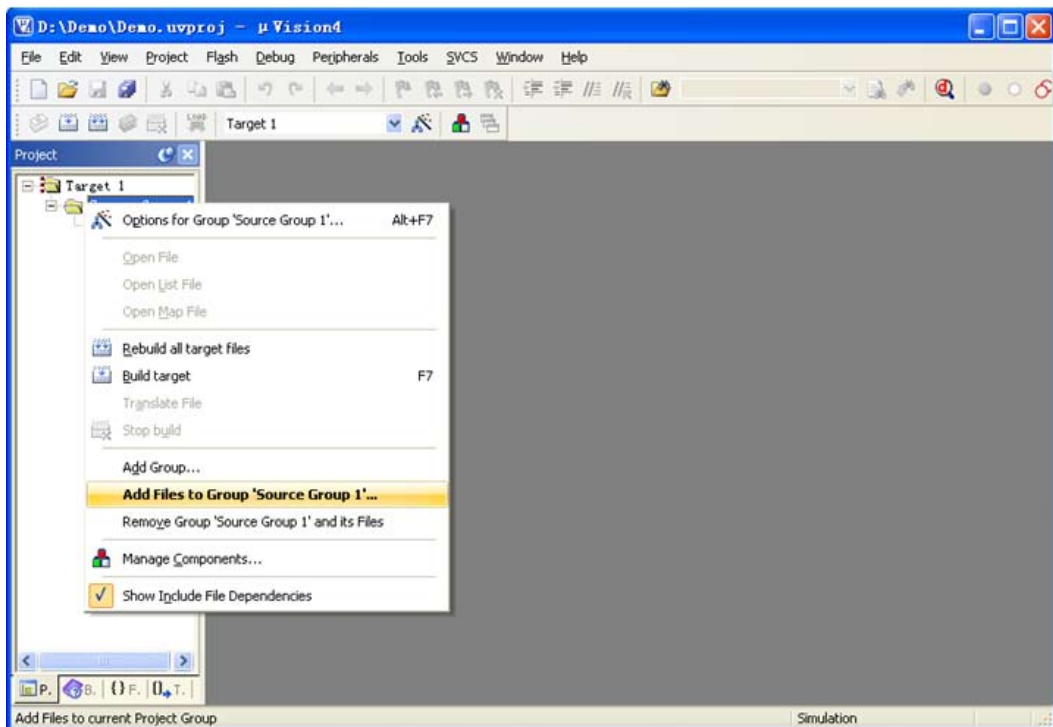 D:\Demo\Demo.uvproj - µVision4
File Edit View Project Flash Debug Peripherals Tools SVCS Window Help
LOAD Target 1
Project
Target 1
Options for Group 'Source Group 1'... Alt+F7
Open File
Open List File
Open Map File
Rebuild all target files
Build target F7
Translate File
Stop build
Add Group...
Add Files to Group 'Source Group 1'...
Remove Group 'Source Group 1' and its Files
Manage Components...
Show Include File Dependencies
P. B. {} F. 0. T.
Add Files to current Project Group Simulation